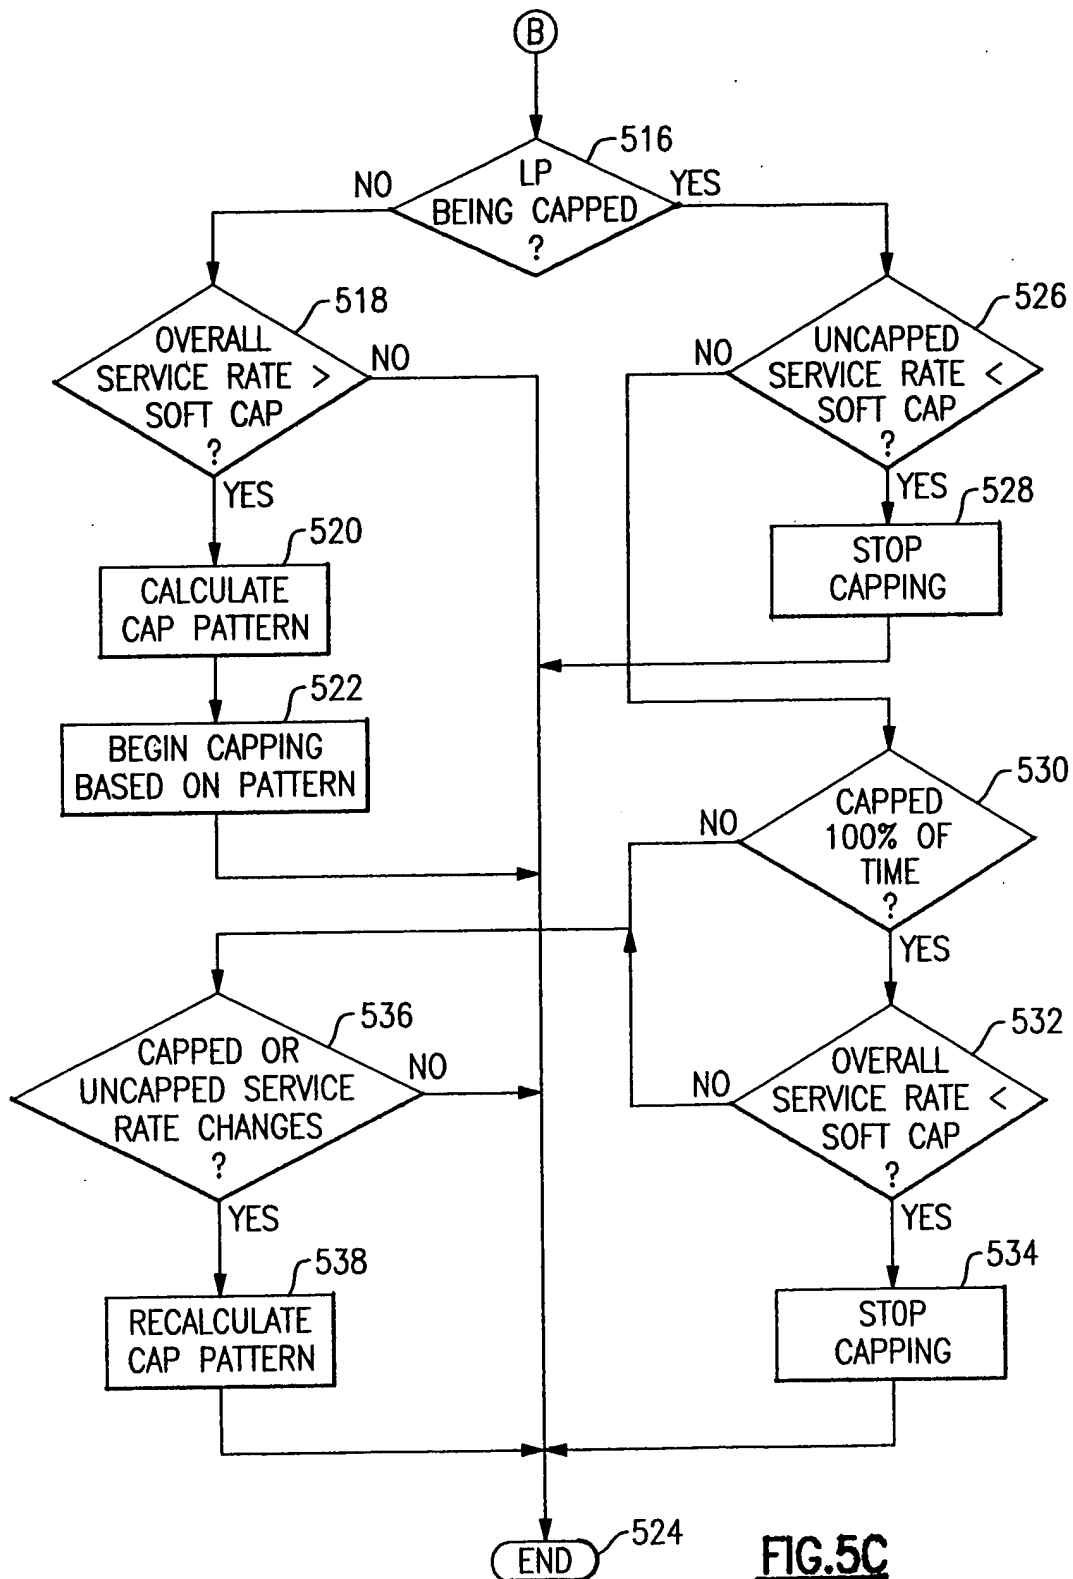 B
516
LP
BEING CAPPED
?
NO
YES
518
OVERALL
SERVICE RATE >
SOFT CAP
?
NO
YES
526
UNCAPPED
SERVICE RATE <
SOFT CAP
?
NO
YES
528
STOP
CAPPING
520
CALCULATE
CAP PATTERN
522
BEGIN CAPPING
BASED ON PATTERN
530
CAPPED
100% OF
TIME
?
NO
YES
536
CAPPED OR
UNCAPPED SERVICE
RATE CHANGES
?
NO
YES
532
OVERALL
SERVICE RATE <
SOFT CAP
?
NO
YES
538
RECALCULATE
CAP PATTERN
534
STOP
CAPPING
END
524
FIG.5C